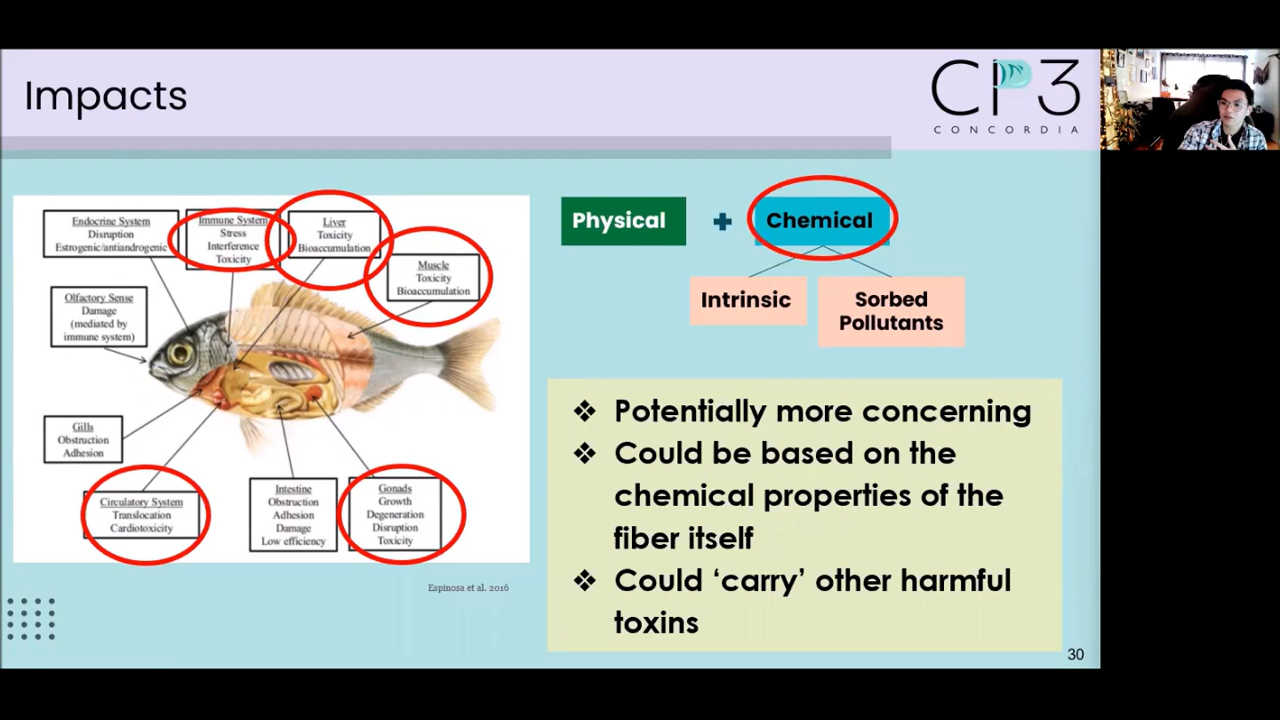 Impacts
CP3
CONCORDIA
Endocrine System
Disruption
Estrogenic/antiandrogenic
Immune System
Stress
Interference
Toxicity
Liver
Toxicity
Bioaccumulation
Muscle
Toxicity
Bioaccumulation
Olfactory Sense
Damage
(mediated by
immune system)
Gills
Obstruction
Adhesion
Circulatory System
Translocation
Cardiotoxicity
Intestine
Obstruction
Adhesion
Damage
Low efficiency
Gonads
Growth
Degeneration
Disruption
Toxicity
Espinosa et al. 2016
Physical + Chemical
Intrinsic
Sorbed
Pollutants
❖ Potentially more concerning
❖ Could be based on the
chemical properties of the
fiber itself
❖ Could ‘carry’ other harmful
toxins
30